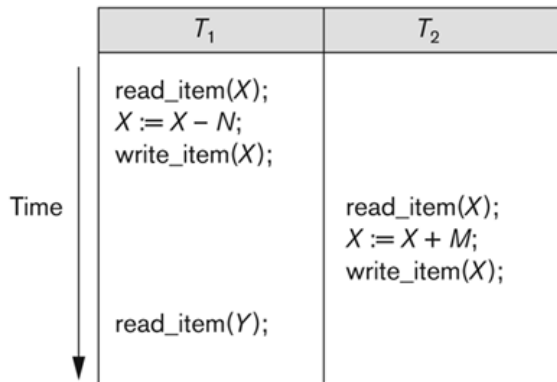 T1 T2
read_item(X);
X := X – N;
write_item(X);
Time
read_item(X);
X := X + M;
write_item(X);
read_item(Y);